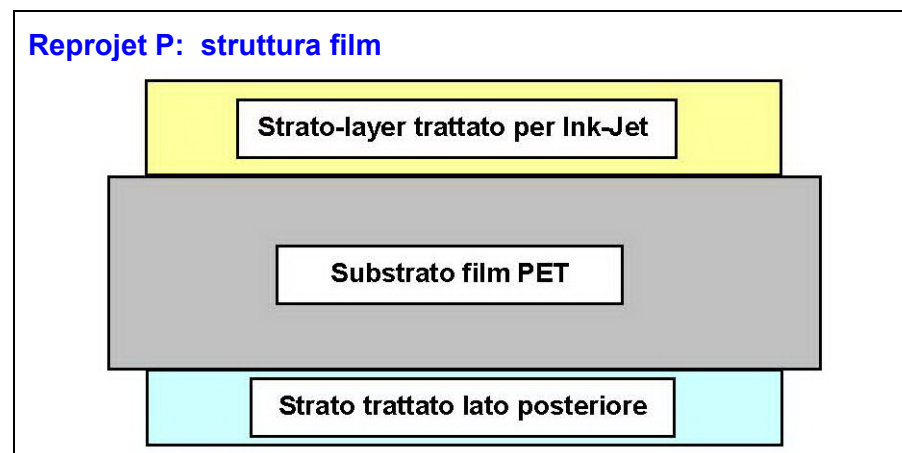 Reprojet P: struttura film
Strato-layer trattato per Ink-Jet
Substrato film PET
Strato trattato lato posteriore